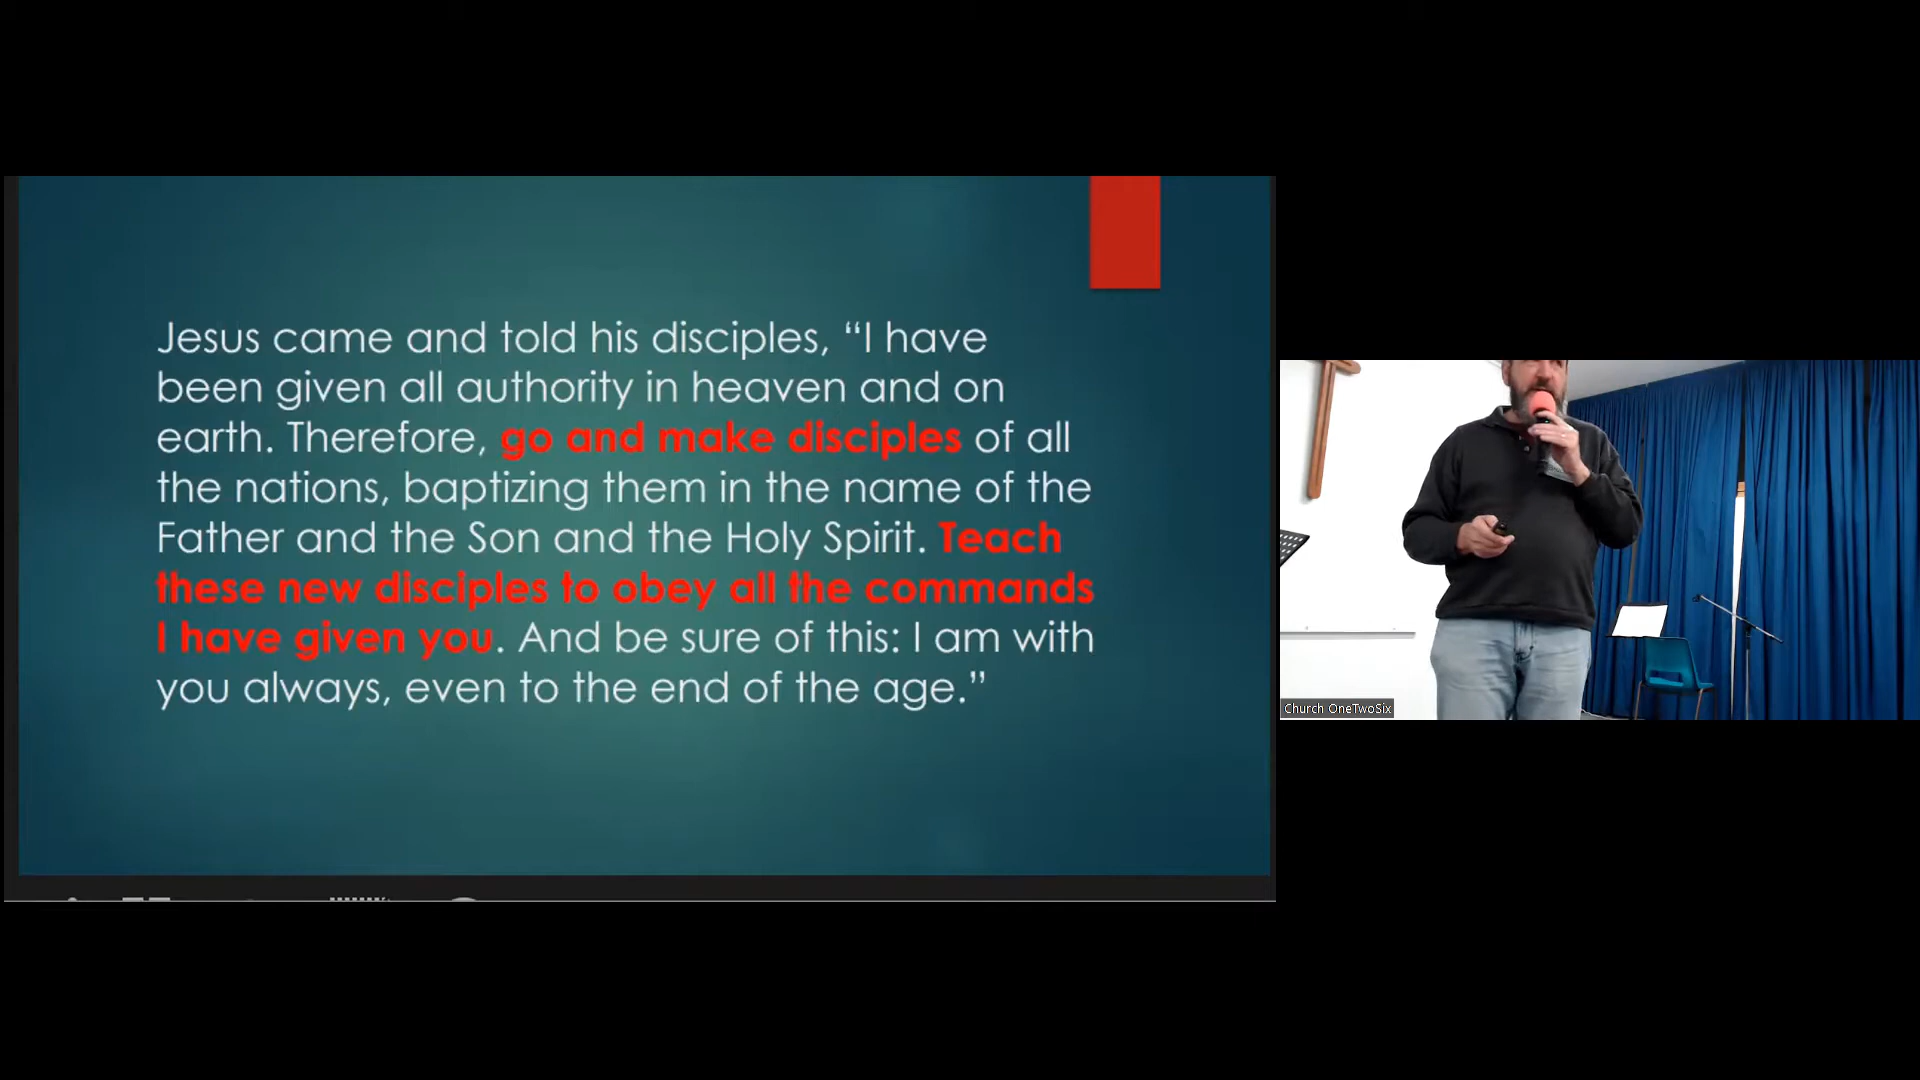 Jesus came and told his disciples, “I have
been given all authority in heaven and on
earth. Therefore, go and make disciples of all
the nations, baptizing them in the name of the
Father and the Son and the Holy Spirit. Teach
these new disciples to obey all the commands
I have given you. And be sure of this: I am with
you always, even to the end of the age.”
Church OneTwoSix